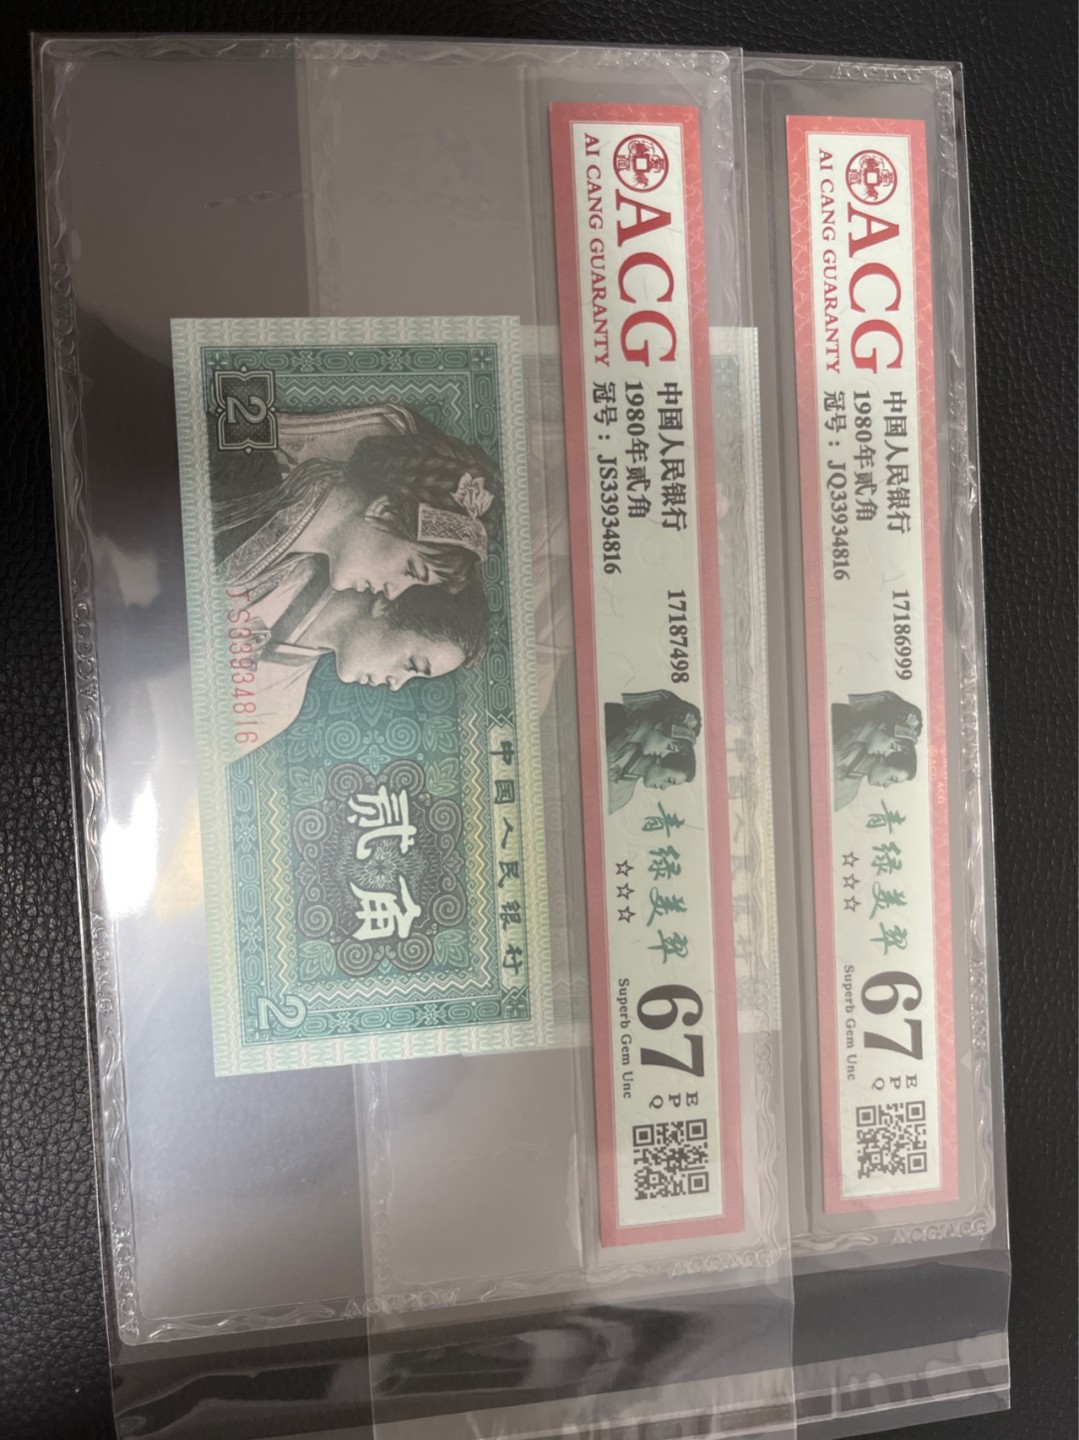 ACG
AI CANG GUARANTY
中国人民银行
1980年贰角
冠号：JS33934816
17187498
青绿美翠
☆☆☆
67
EPQ
Superb Gem Unc
2
JS33934816
中国人民银行
贰角
2
ACG
AI CANG GUARANTY
中国人民银行
1980年贰角
冠号：JQ33934816
17186999
青绿美翠
☆☆☆
67
EPQ
Superb Gem Unc